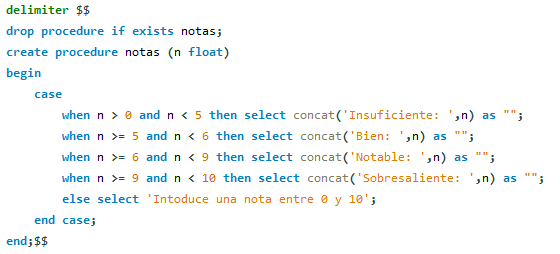 delimiter $$
drop procedure if exists notas;
create procedure notas (n float)
begin
case
when n > 0 and n < 5 then select concat('Insuficiente: ',n) as "";
when n >= 5 and n < 6 then select concat('Bien: ',n) as "";
when n >= 6 and n < 9 then select concat('Notable: ',n) as "";
when n >= 9 and n < 10 then select concat('Sobresaliente: ',n) as "";
else select 'Intoduce una nota entre 0 y 10';
end case;
end;$$